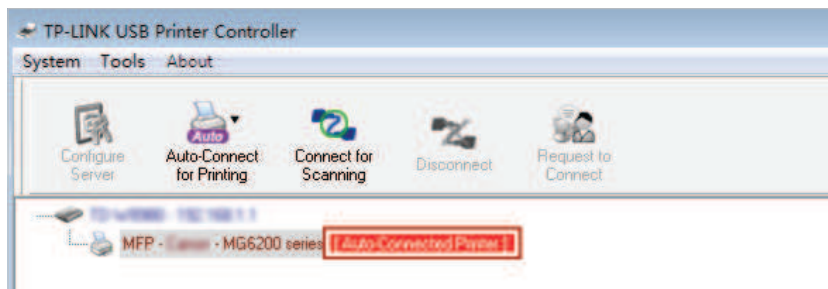 TP-LINK USB Printer Controller
System Tools About
Auto
Configure Server
Auto-Connect for Printing
Connect for Scanning
Disconnect
Request to Connect
MFP - - MG6200 series [ Auto-Connected Printer ]